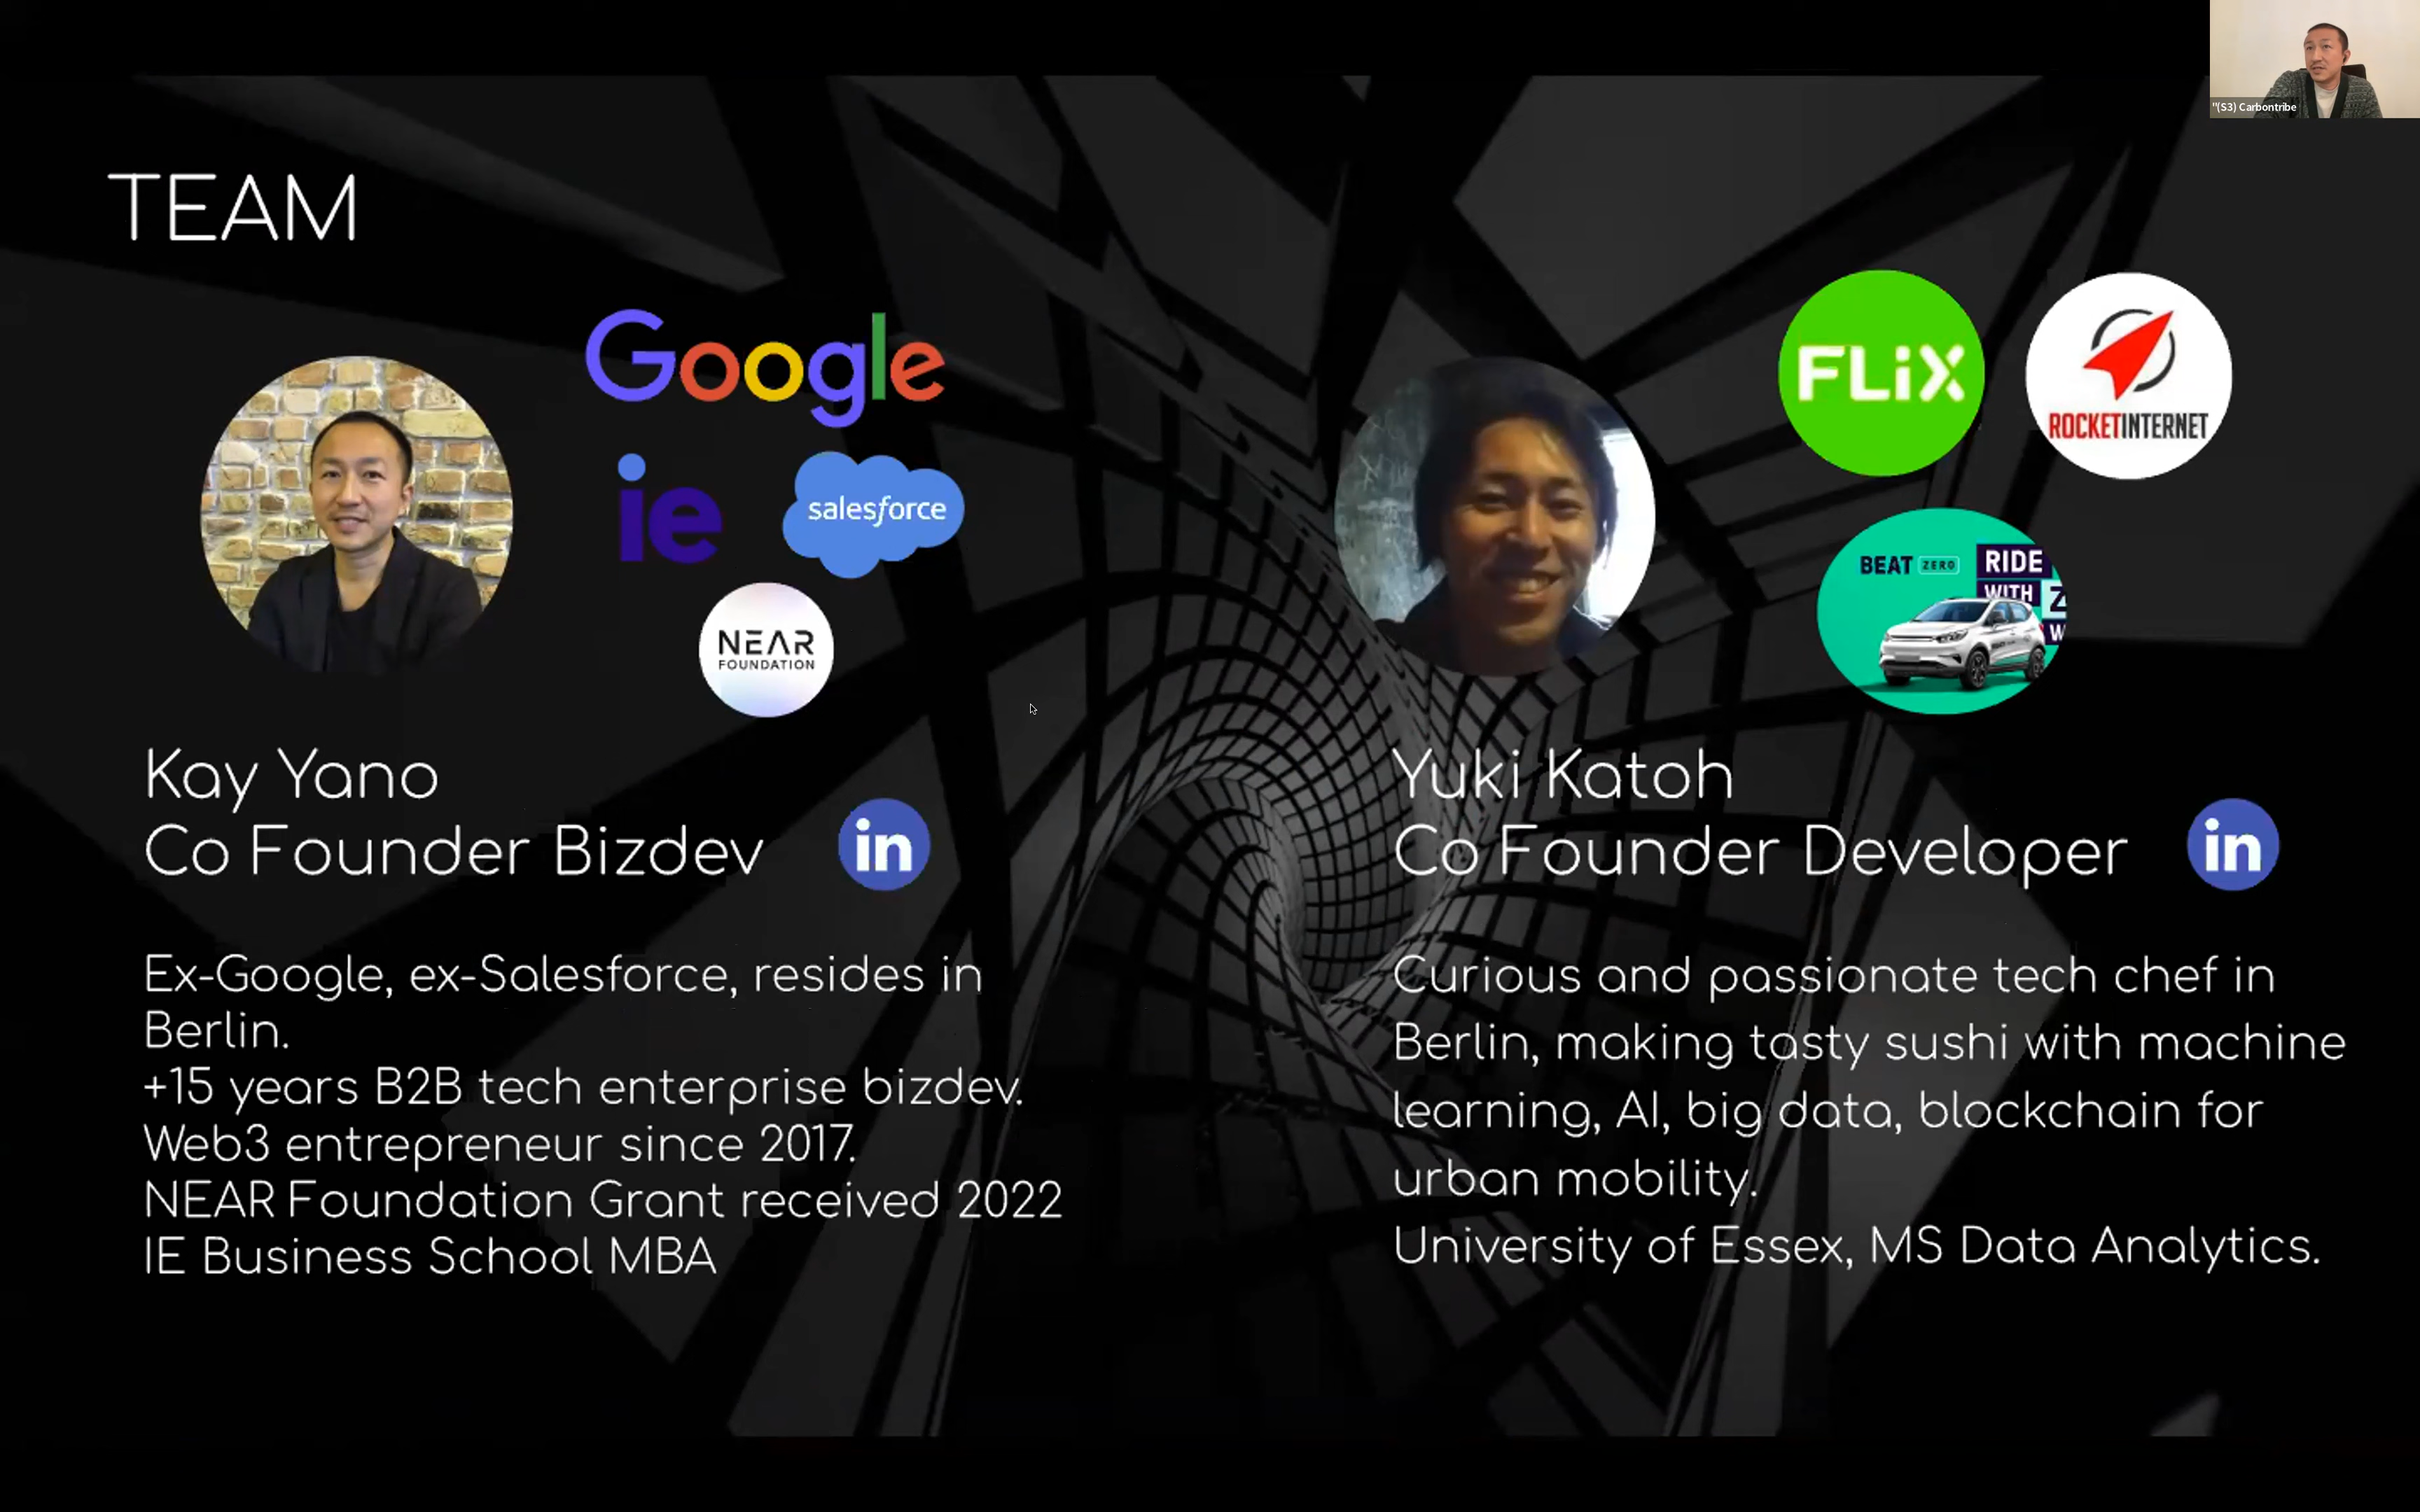 "(S3) Carbontribe
TEAM
Google
ie
salesforce
NEAR
FOUNDATION
FLiX
ROCKETINTERNET
BEAT ZERO
RIDE
WITH Z
W
Kay Yano
Co Founder Bizdev
in
Ex-Google, ex-Salesforce, resides in
Berlin.
+15 years B2B tech enterprise bizdev.
Web3 entrepreneur since 2017.
NEAR Foundation Grant received 2022
IE Business School MBA
Yuki Katoh
Co Founder Developer
in
Curious and passionate tech chef in
Berlin, making tasty sushi with machine
learning, AI, big data, blockchain for
urban mobility.
University of Essex, MS Data Analytics.